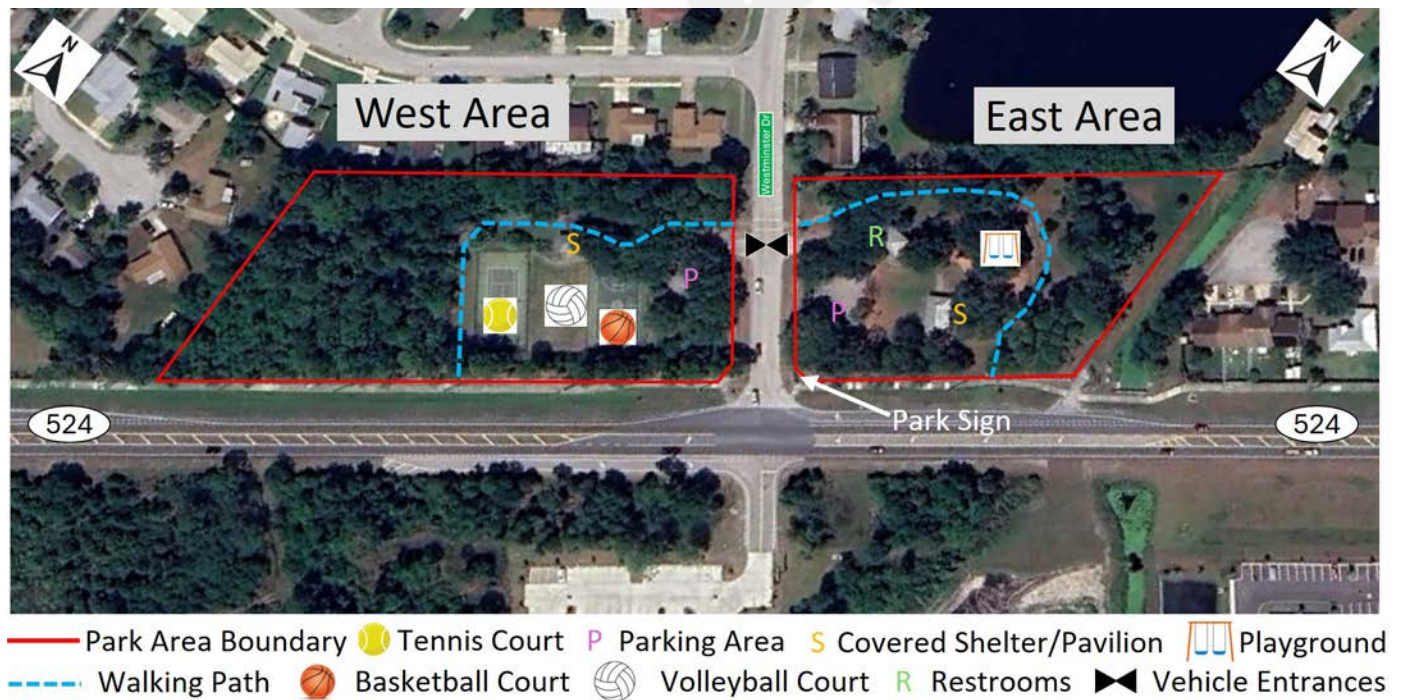 N
West Area
East Area
N
Westminster Dr
S
R
P
P
S
Park Sign
524
524
Park Area Boundary Tennis Court P Parking Area S Covered Shelter/Pavilion Playground
Walking Path Basketball Court Volleyball Court R Restrooms Vehicle Entrances